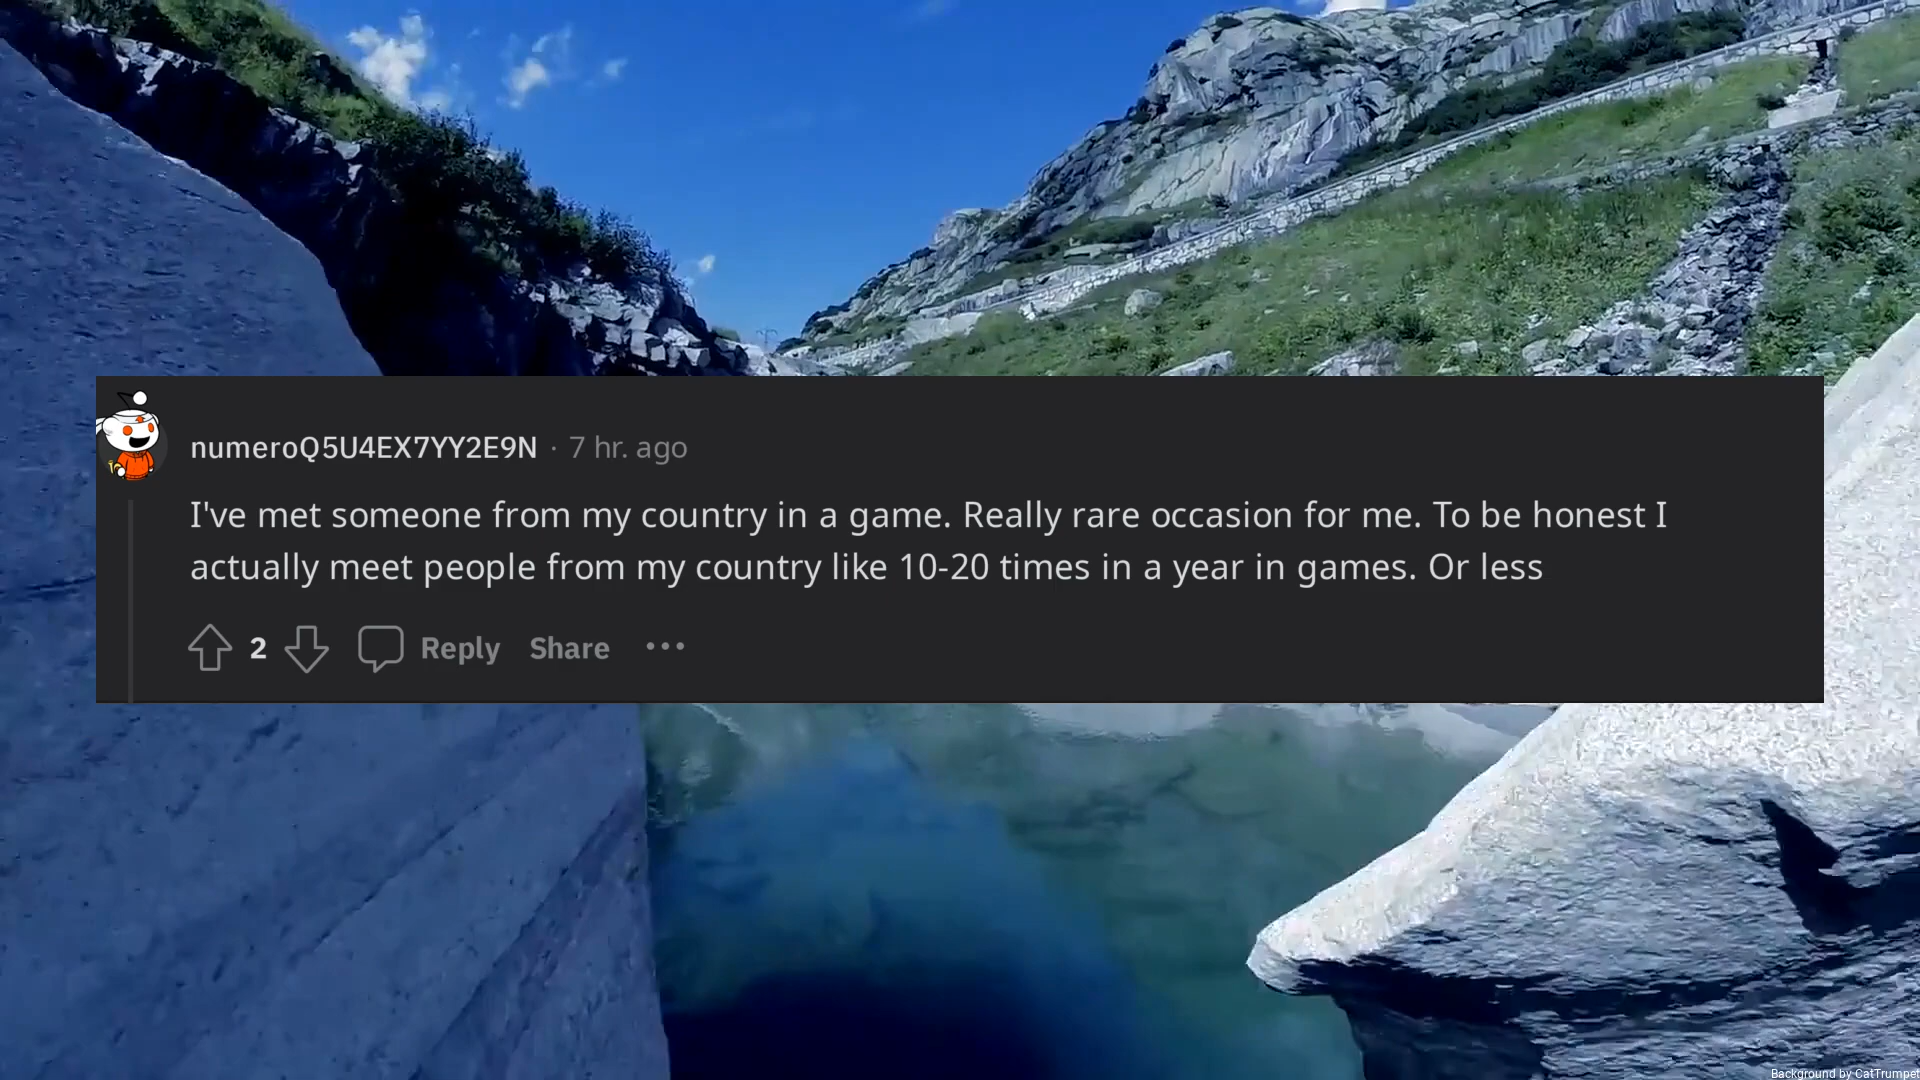 numeroQ5U4EX7YY2E9N · 7 hr. ago
I've met someone from my country in a game. Really rare occasion for me. To be honest I
actually meet people from my country like 10-20 times in a year in games. Or less
2 Reply Share ···
Background by CatTrumpet